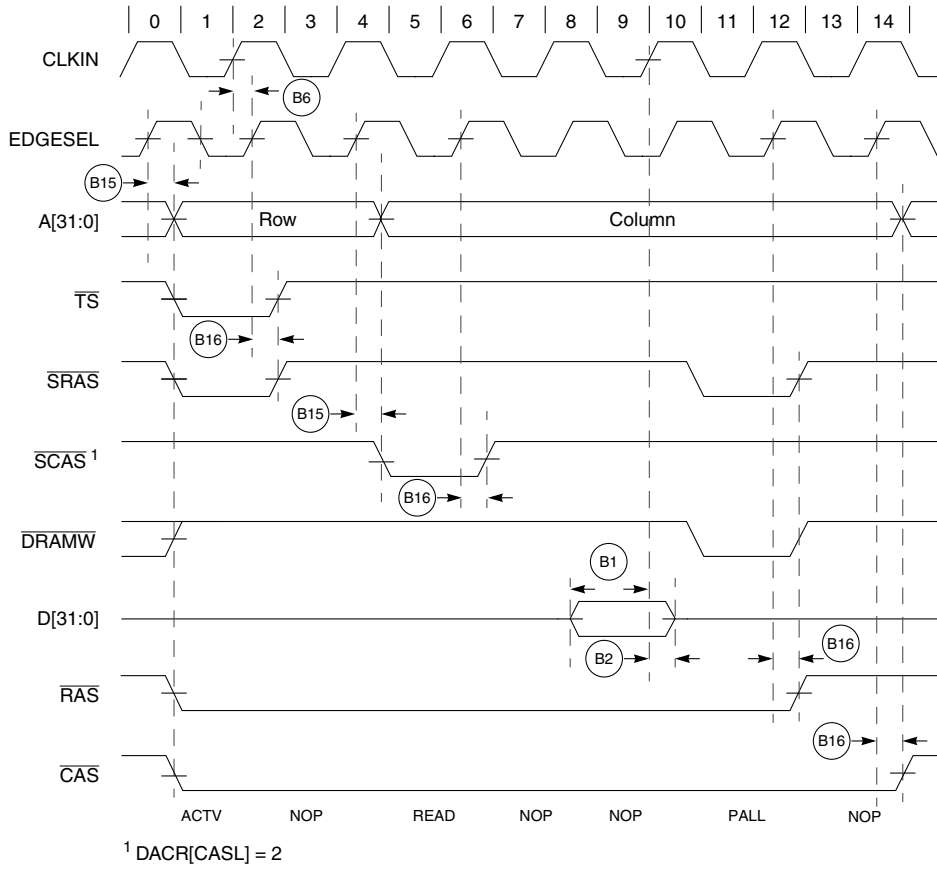 0 1 2 3 4 5 6 7 8 9 10 11 12 13 14
CLKIN
B6
EDGESEL
B15
A[31:0]
Row
Column
TS
B16
SRAS
B15
SCAS 1
B16
DRAMW
B1
D[31:0]
B2
B16
RAS
B16
CAS
ACTV NOP READ NOP NOP PALL NOP
1 DACR[CASL] = 2